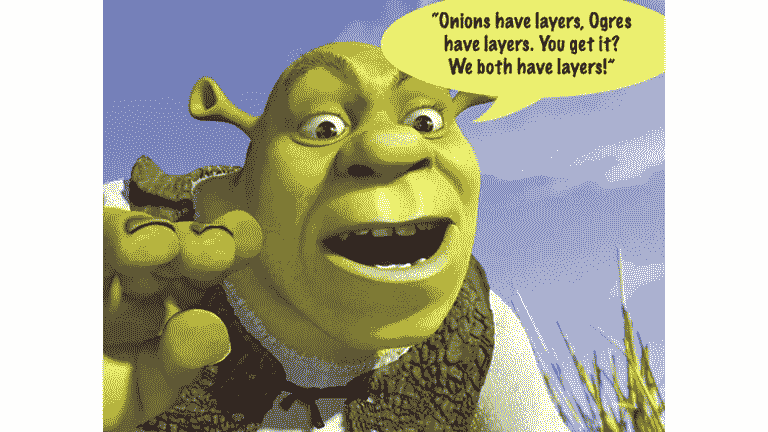 "Onions have layers, Ogres
have layers. You get it?
We both have layers!"